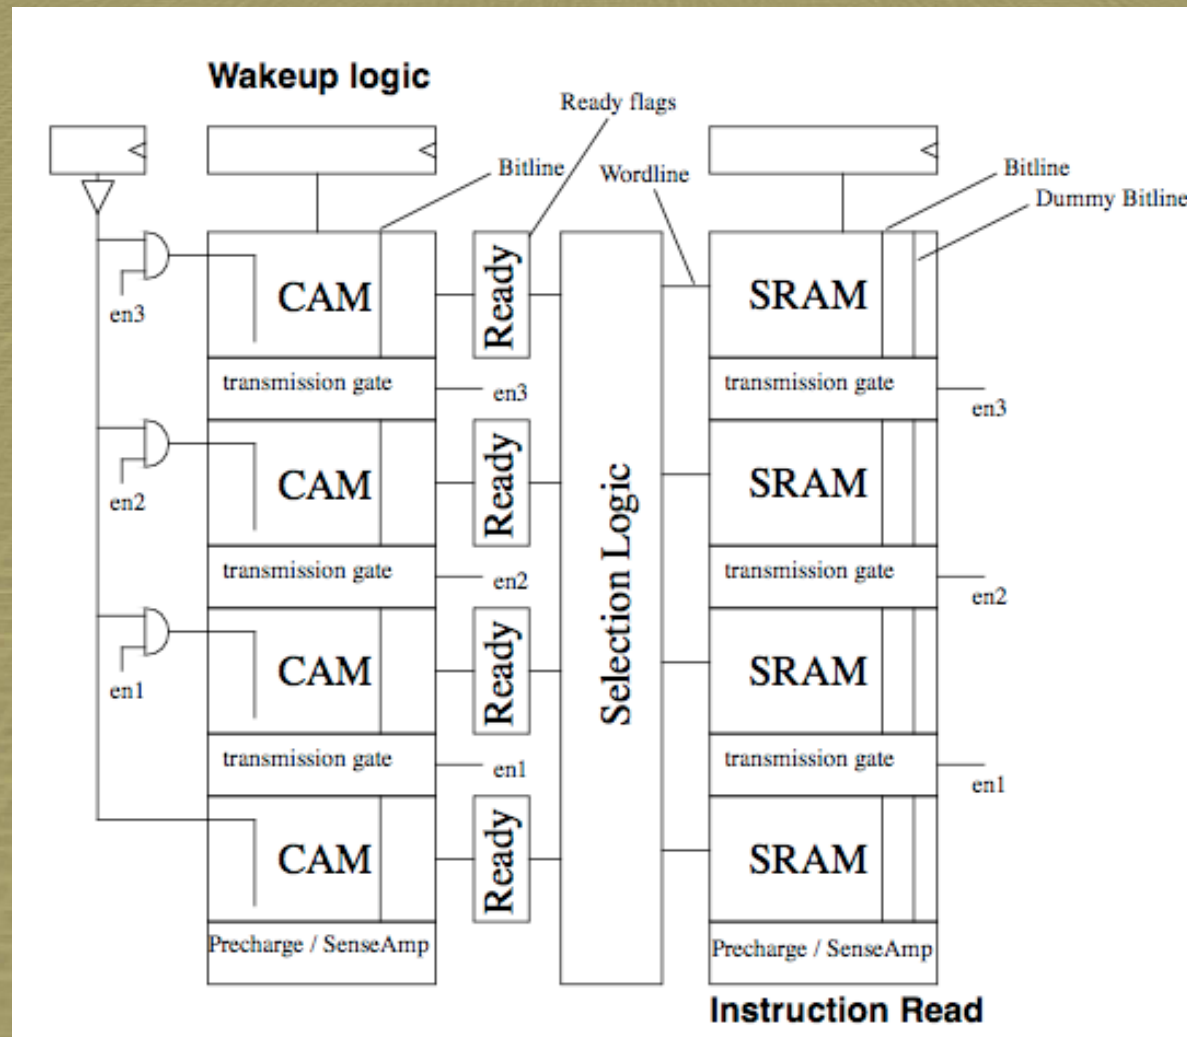 Wakeup logic
Ready flags
Bitline
Wordline
Bitline
Dummy Bitline
en3
CAM
Ready
SRAM
transmission gate
en3
transmission gate
en3
en2
CAM
Ready
Selection Logic
SRAM
transmission gate
en2
transmission gate
en2
en1
CAM
Ready
SRAM
transmission gate
en1
transmission gate
en1
CAM
Ready
SRAM
Precharge / SenseAmp
Precharge / SenseAmp
Instruction Read